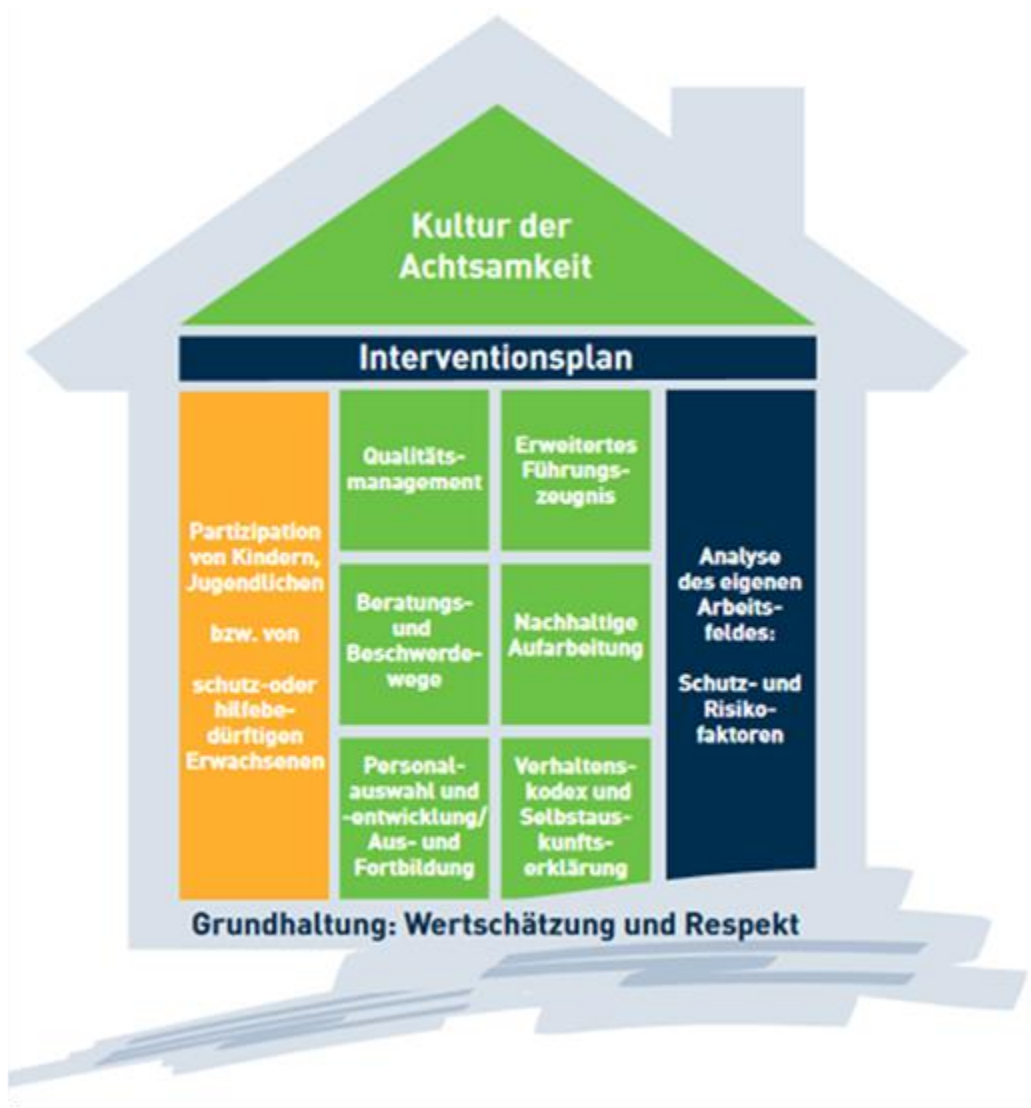 Kultur der
Achtsamkeit
Interventionsplan
Partizipation
von Kindern,
Jugendlichen
bzw. von
schutz-oder
hilfebe-
dürftigen
Erwachsenen
Qualitäts-
management
Erweitertes
Führungs-
zeugnis
Beratungs-
und
Beschwerde-
wege
Nachhaltige
Aufarbeitung
Personal-
auswahl und
-entwicklung/
Aus- und
Fortbildung
Verhaltens-
kodex und
Selbstaus-
kunfts-
erklärung
Analyse
des eigenen
Arbeits-
feldes:
Schutz- und
Risiko-
faktoren
Grundhaltung: Wertschätzung und Respekt